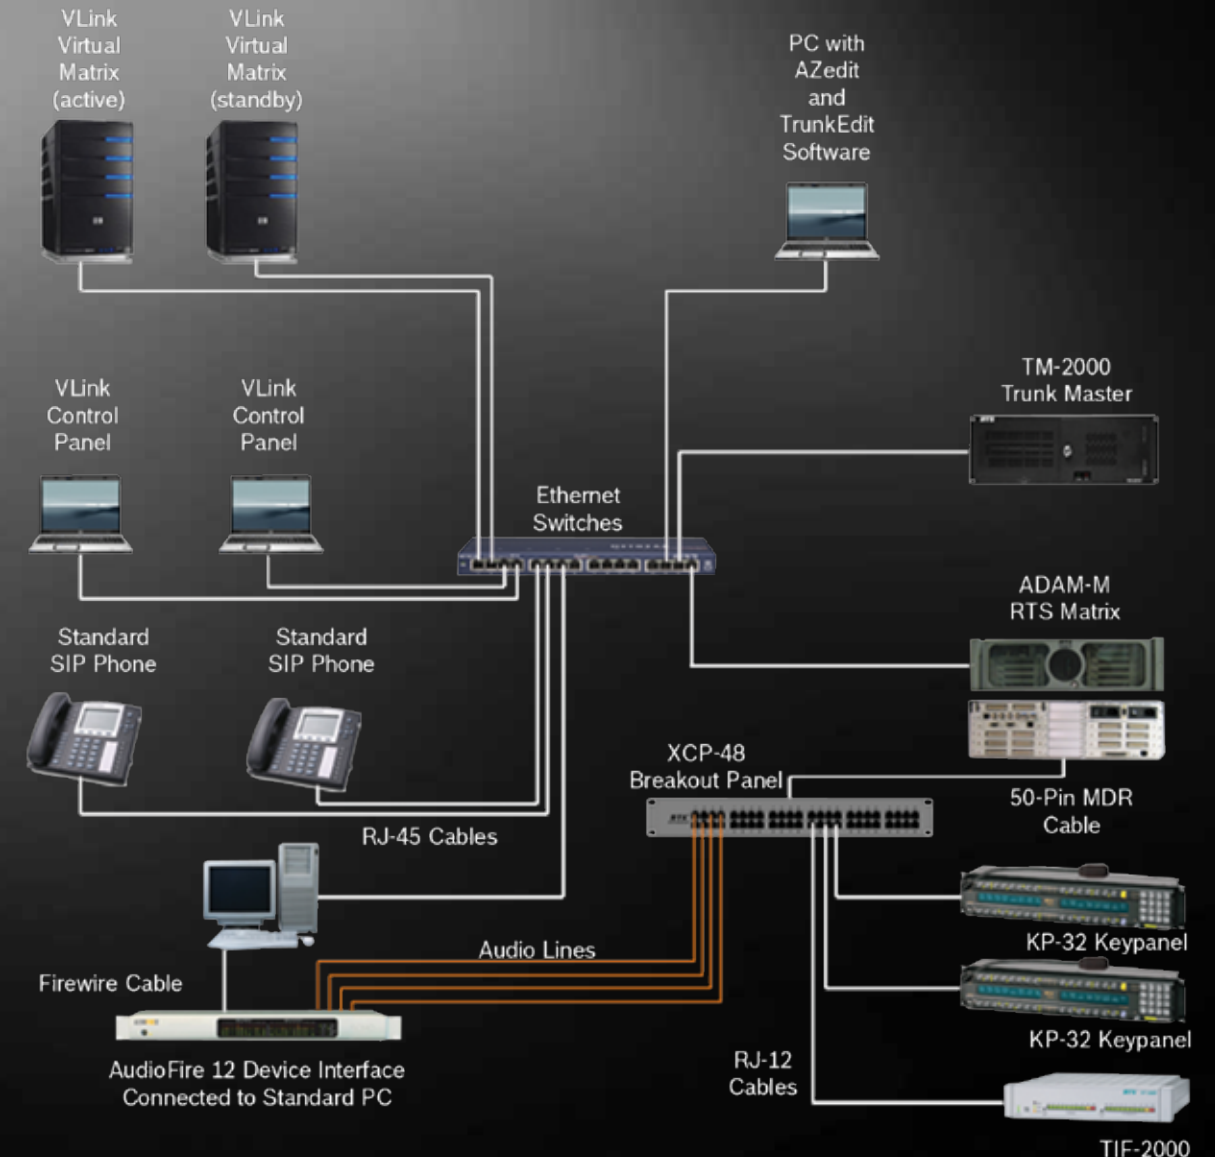 VLink
Virtual
Matrix
(active)
VLink
Virtual
Matrix
(standby)
PC with
AZedit
and
TrunkEdit
Software
TM-2000
Trunk Master
VLink
Control
Panel
VLink
Control
Panel
Ethernet
Switches
ADAM-M
RTS Matrix
Standard
SIP Phone
Standard
SIP Phone
XCP-48
Breakout Panel
50-Pin MDR
Cable
RJ-45 Cables
KP-32 Keypanel
Audio Lines
Firewire Cable
KP-32 Keypanel
RJ-12
Cables
AudioFire 12 Device Interface
Connected to Standard PC
TIF-2000